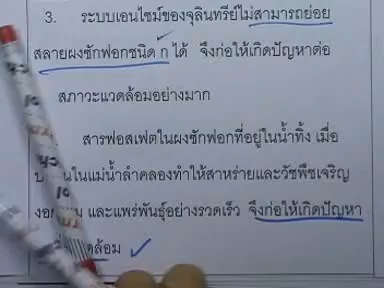 3. ระบบเอนไซม์ของจุลินทรีย์ไม่สามารถย่อย
สลายผงซักฟอกชนิด ก ได้ จึงก่อให้เกิดปัญหาต่อ
สภาวะแวดล้อมอย่างมาก
สารฟอสเฟตในผงซักฟอกที่อยู่ในน้ำทิ้ง เมื่อ
ในแม่น้ำลำคลองทำให้สาหร่ายและวัชพืชเจริญ
และแพร่พันธุ์อย่างรวดเร็ว จึงก่อให้เกิดปัญหา
ล้อม